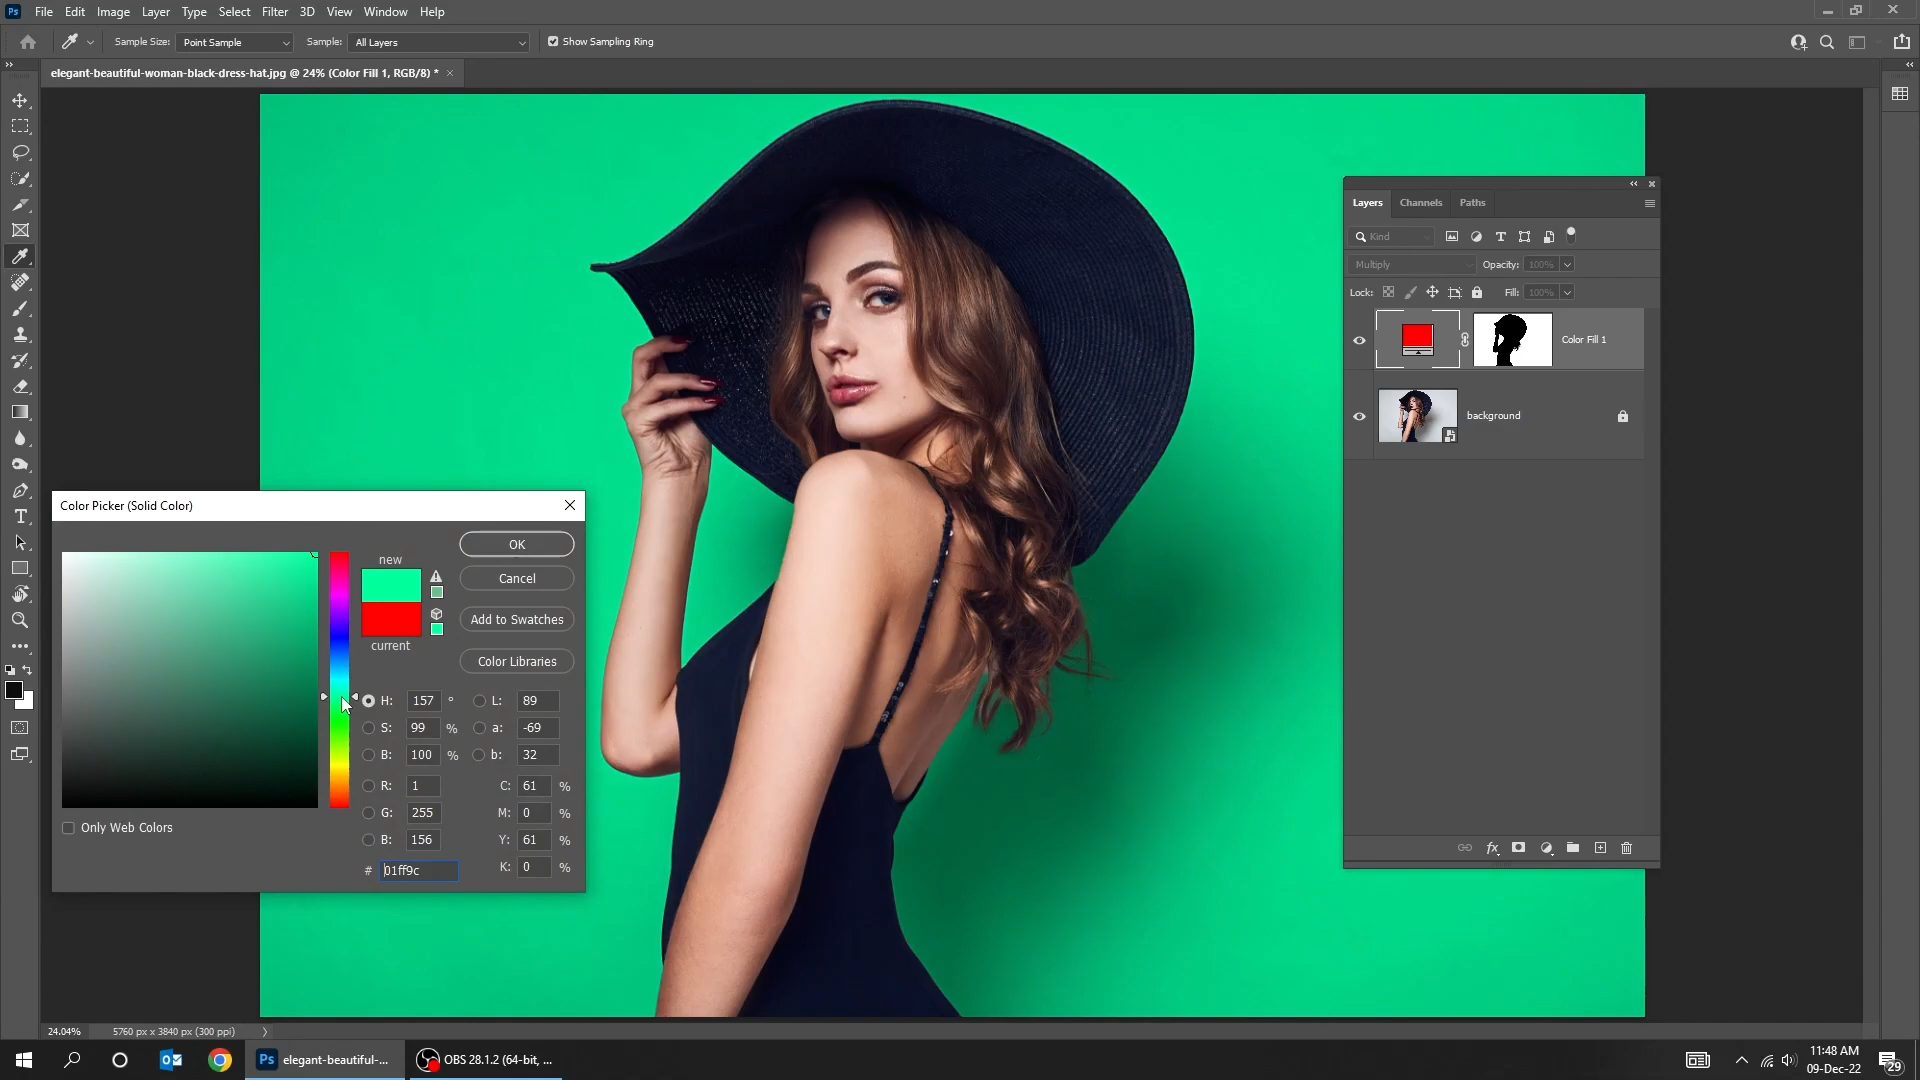 Ps File Edit Image Layer Type Select Filter 3D View Window Help
Sample Size: Point Sample Sample: All Layers Show Sampling Ring
elegant-beautiful-woman-black-dress-hat.jpg @ 24% (Color Fill 1, RGB/8) *
Layers Channels Paths
Kind
Multiply Opacity: 100%
Lock: Fill: 100%
Color Fill 1
background
fx
Color Picker (Solid Color)
new
current
OK
Cancel
Add to Swatches
Color Libraries
H: 157 ° L: 89
S: 99 % a: -69
B: 100 % b: 32
R: 1 C: 61 %
G: 255 M: 0 %
B: 156 Y: 61 %
# 01ff9c K: 0 %
Only Web Colors
24.04% 5760 px x 3840 px (300 ppi)
Ps elegant-beautiful-... OBS 28.1.2 (64-bit, ...
11:48 AM
09-Dec-22
29